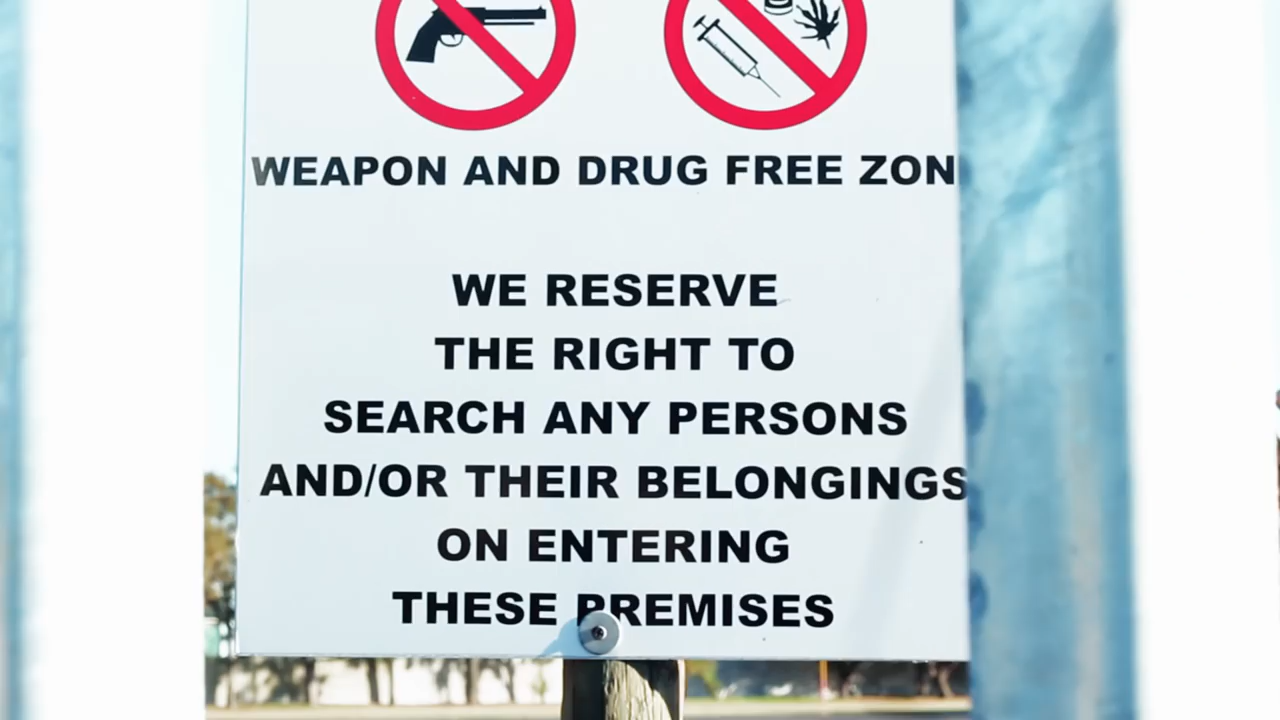 WEAPON AND DRUG FREE ZON
WE RESERVE
THE RIGHT TO
SEARCH ANY PERSONS
AND/OR THEIR BELONGINGS
ON ENTERING
THESE PREMISES